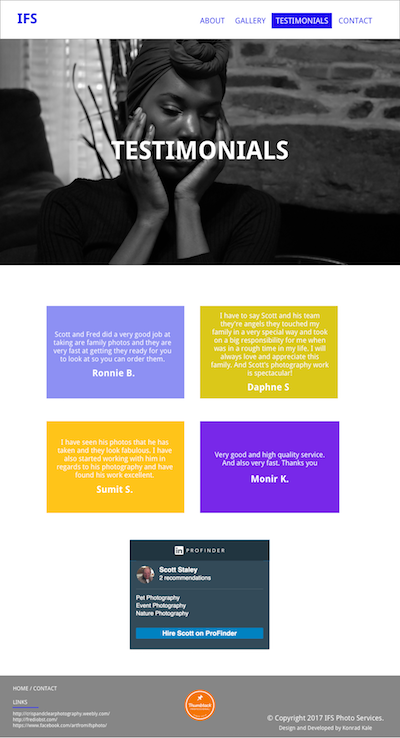 IFS
ABOUT GALLERY TESTIMONIALS CONTACT
TESTIMONIALS
Scott and Fred did a very good job at
taking are family photos and they are
very fast at getting they ready for you
to look at so you can order them.
Ronnie B.
I have to say Scott and his team
they're angels they touched my
family in a very special way and took
on a big responsibility for me when
was in a rough time in my life. I will
always love and appreciate this
family. And Scott's photography work
is spectacular!
Daphne S
I have seen his photos that he has
taken and they look fabulous. I have
also started working with him in
regards to his photography and have
found his work excellent.
Sumit S.
Very good and high quality service.
And also very fast. Thank you
Monir K.
in PROFINDER
Scott Staley
2 recommendations
Pet Photography
Event Photography
Nature Photography
Hire Scott on ProFinder
HOME / CONTACT
LINKS
http://crispandclearphotography.weebly.com/
https://www.facebook.com/artfromifsphoto/
Thumbtack
© Copyright 2017 IFS Photo Services.
Design and Developed by Konrad Kale